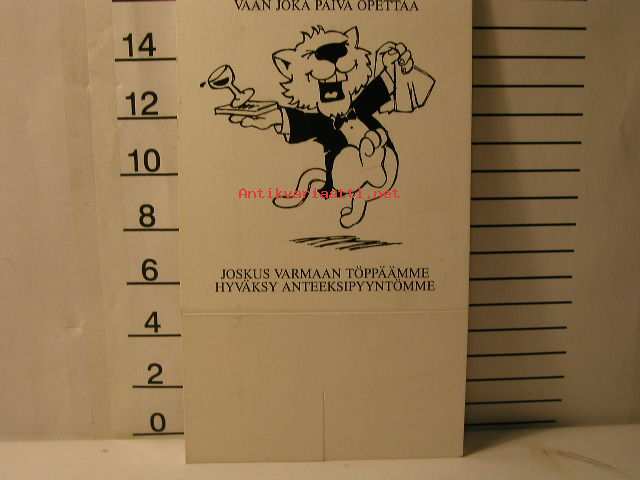 VAAN JOKA PÄIVÄ OPETTAA
14
12
10
Antikvariaatti.net
8
6
JOSKUS VARMAAN TÖPPÄÄMME
HYVÄKSY ANTEEKSIPYYNTÖMME
4
2
0